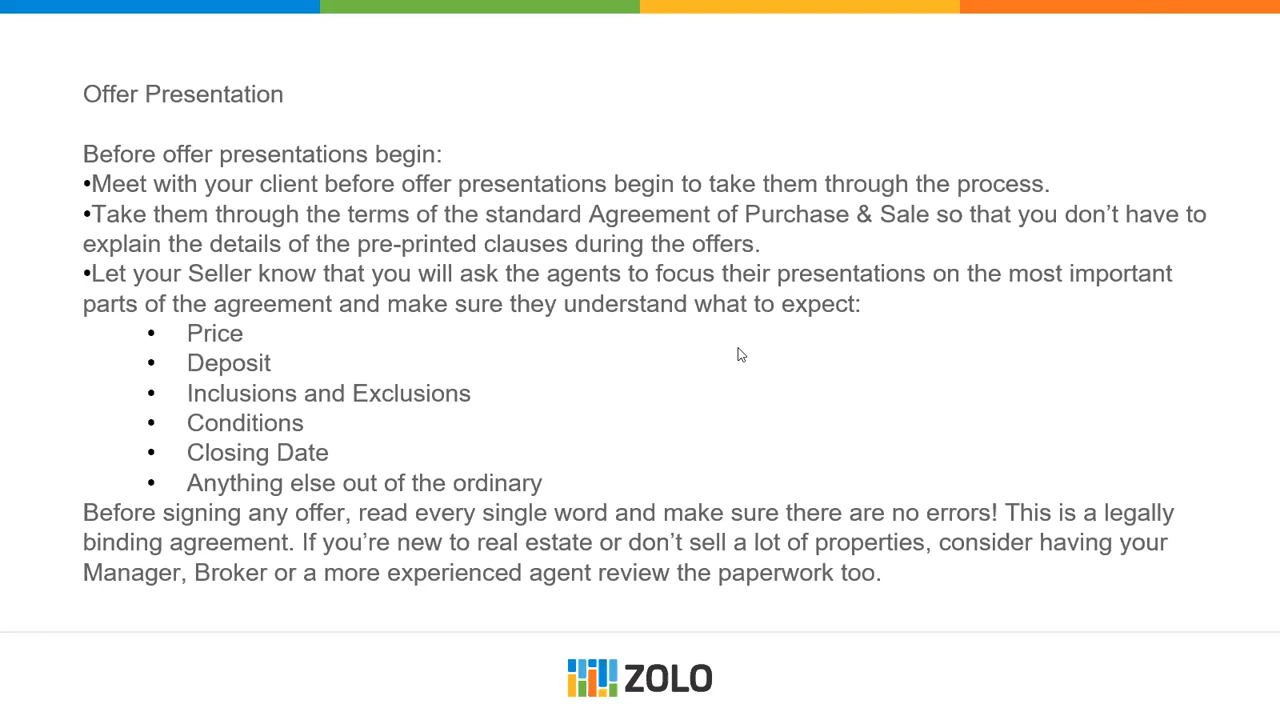 Offer Presentation
Before offer presentations begin:
•Meet with your client before offer presentations begin to take them through the process.
•Take them through the terms of the standard Agreement of Purchase & Sale so that you don’t have to
explain the details of the pre-printed clauses during the offers.
•Let your Seller know that you will ask the agents to focus their presentations on the most important
parts of the agreement and make sure they understand what to expect:
• Price
• Deposit
• Inclusions and Exclusions
• Conditions
• Closing Date
• Anything else out of the ordinary
Before signing any offer, read every single word and make sure there are no errors! This is a legally
binding agreement. If you’re new to real estate or don’t sell a lot of properties, consider having your
Manager, Broker or a more experienced agent review the paperwork too.
ZOLO